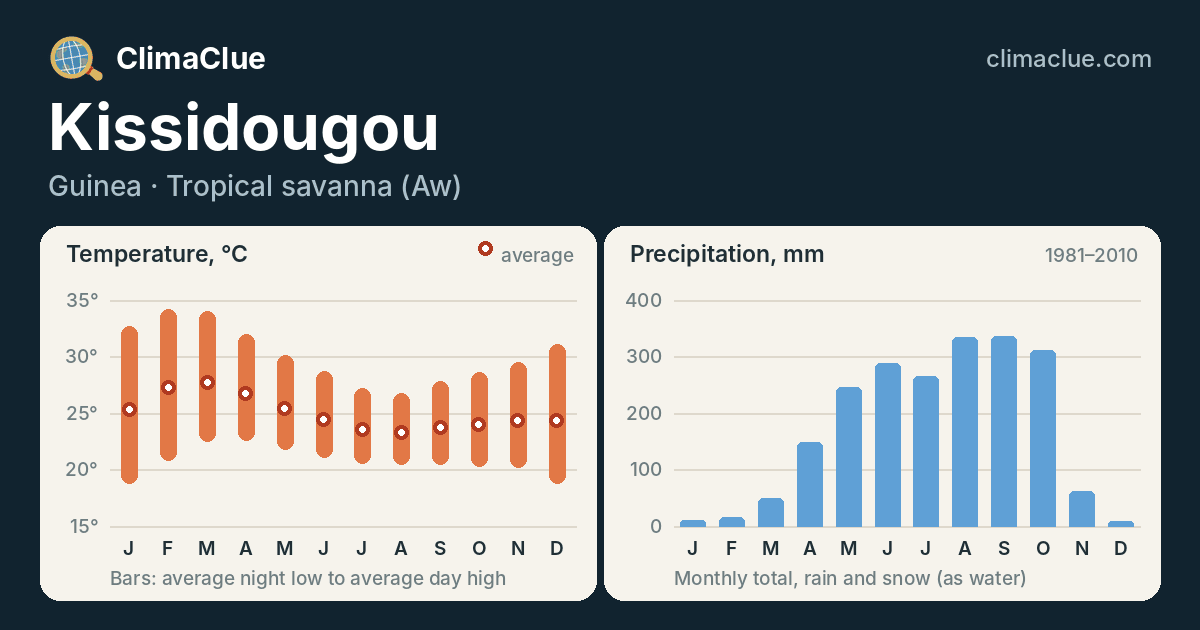 ClimaClue
climaclue.com
Kissidougou
Guinea · Tropical savanna (Aw)
Temperature, °C
average
35°
30°
25°
20°
15°
J F M A M J J A S O N D
Bars: average night low to average day high
Precipitation, mm
1981–2010
400
300
200
100
0
J F M A M J J A S O N D
Monthly total, rain and snow (as water)